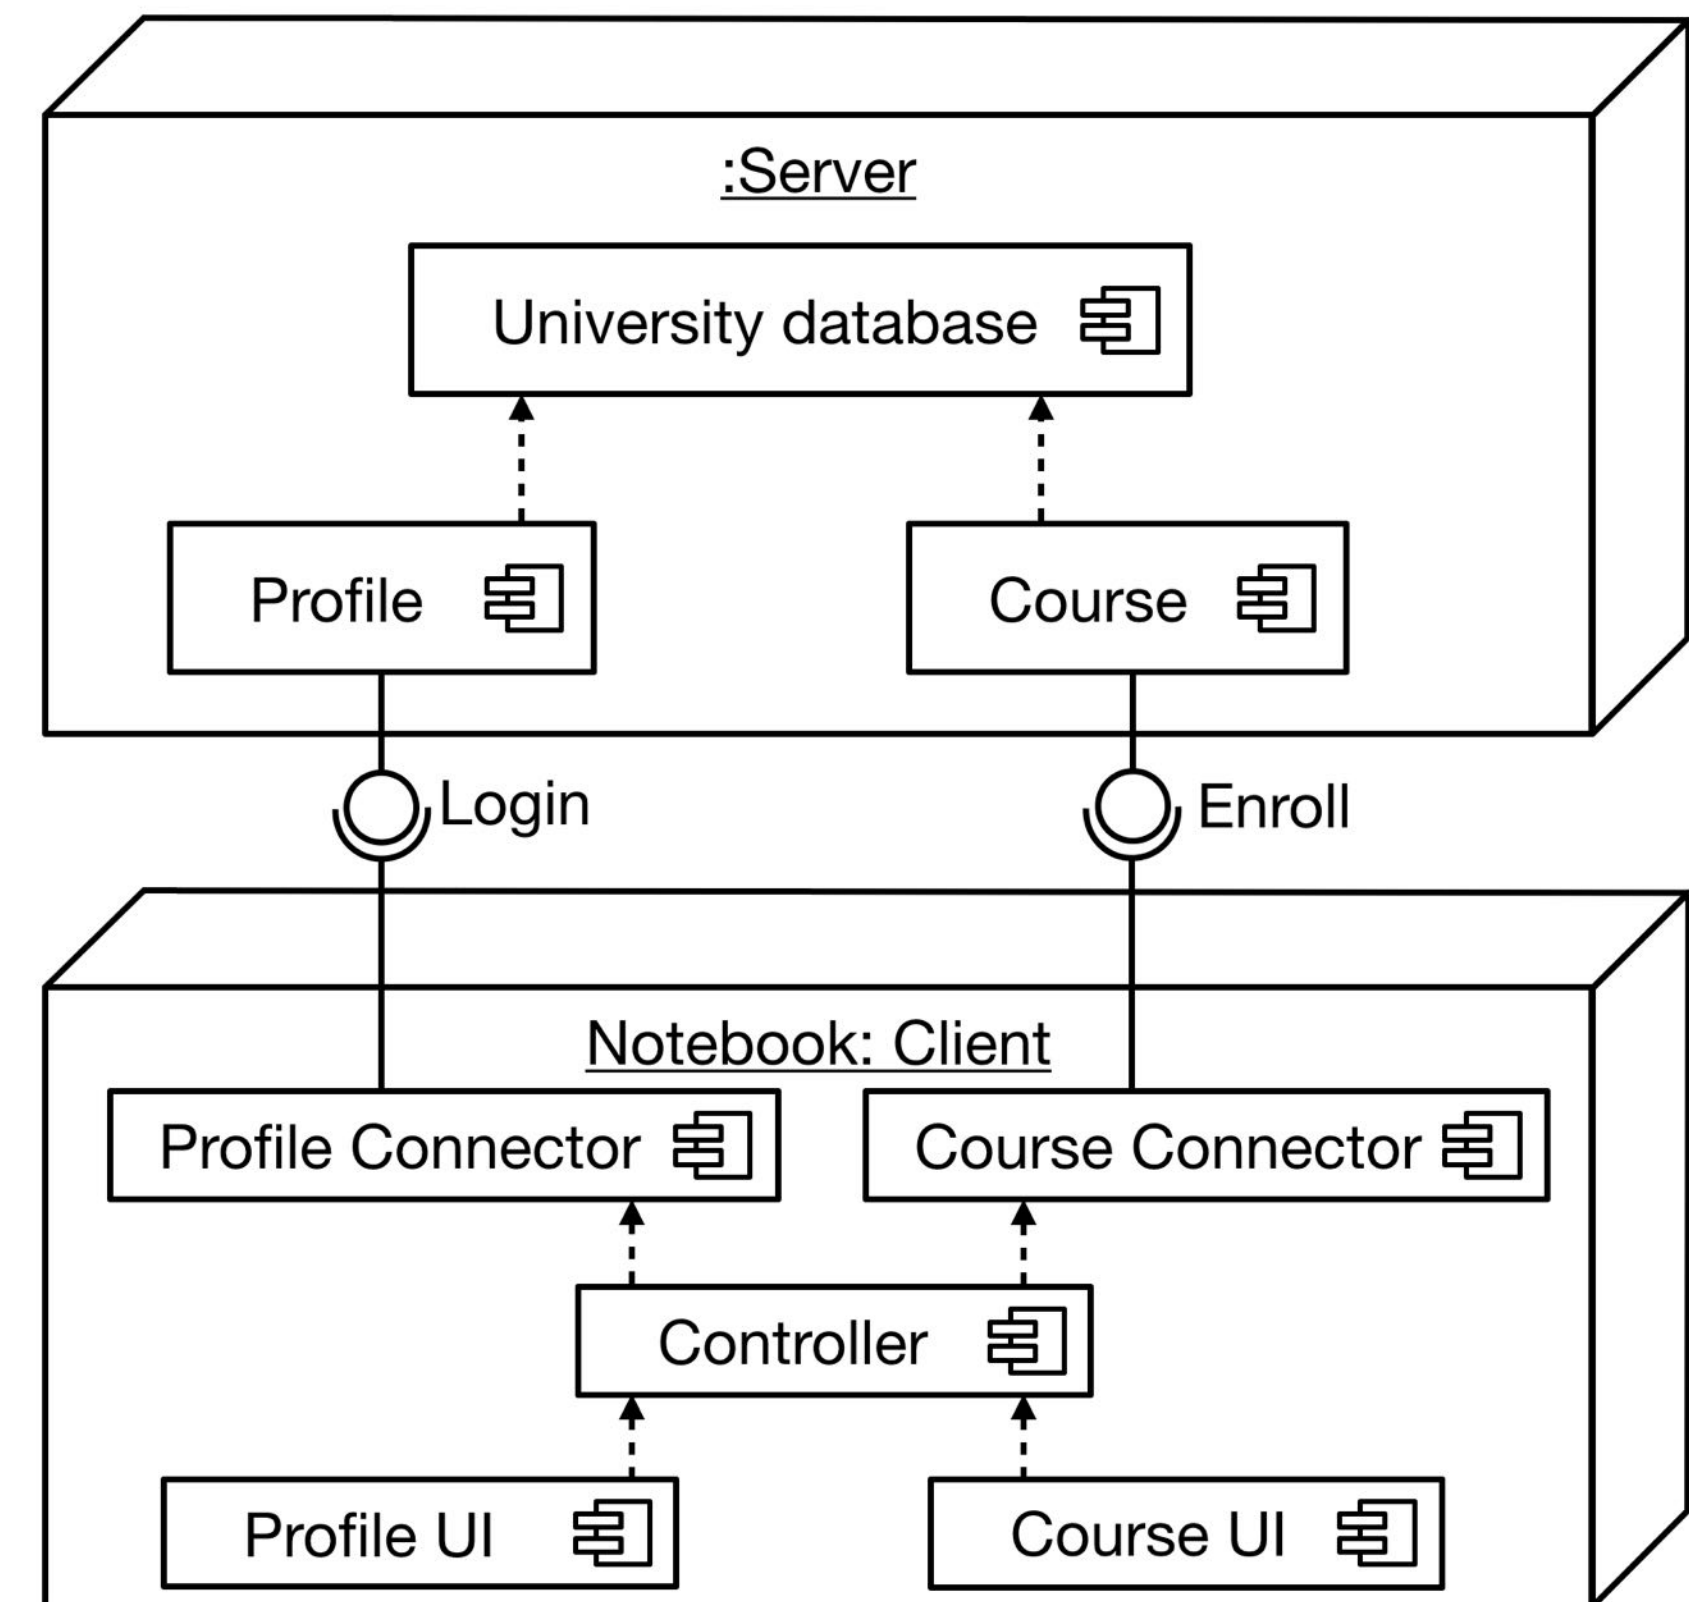 :Server
University database
Profile
Course
Login
Enroll
Notebook: Client
Profile Connector
Course Connector
Controller
Profile UI
Course UI